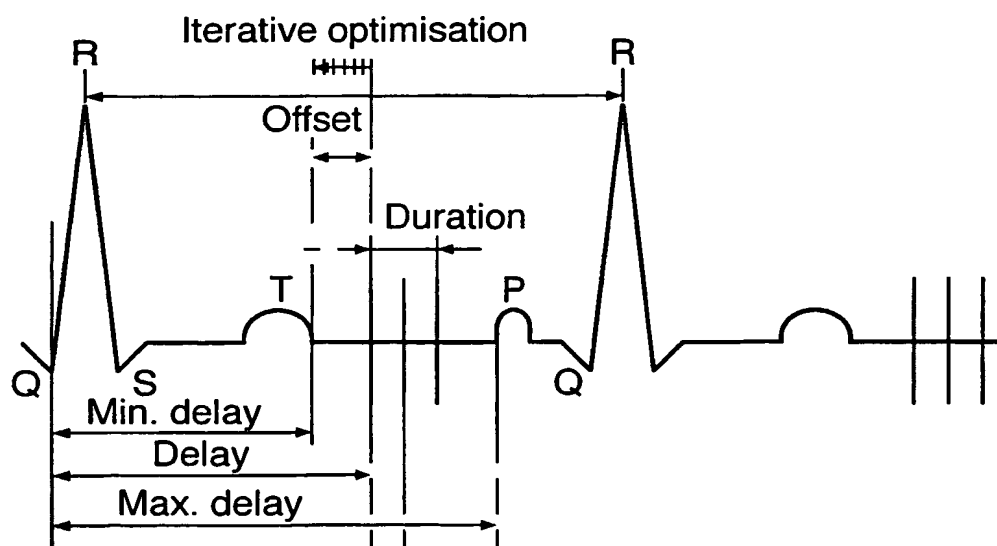 Iterative optimisation
R
R
Offset
Duration
T
P
Q
S
Q
Min. delay
Delay
Max. delay